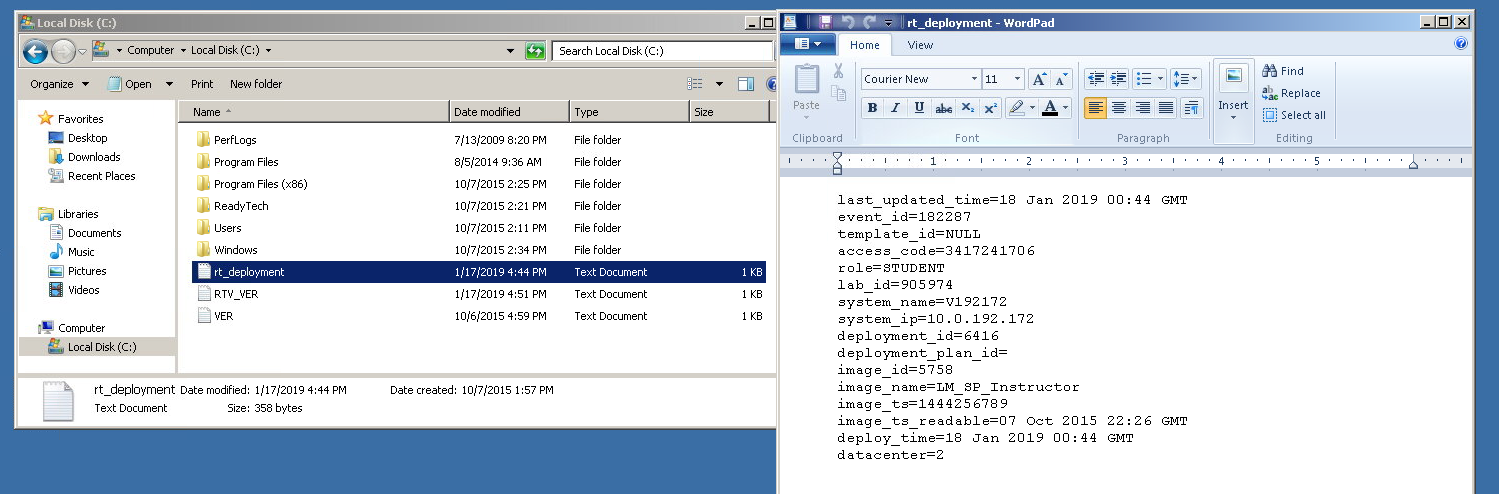 Local Disk (C:)
Computer
Local Disk (C:)
Search Local Disk (C:)
Organize
Open
Print
New folder
Favorites
Desktop
Downloads
Recent Places
Libraries
Documents
Music
Pictures
Videos
Computer
Local Disk (C:)
Name Date modified Type Size
PerfLogs 7/13/2009 8:20 PM File folder
Program Files 8/5/2014 9:36 AM File folder
Program Files (x86) 10/7/2015 2:25 PM File folder
ReadyTech 10/7/2015 2:21 PM File folder
Users 10/7/2015 2:11 PM File folder
Windows 10/7/2015 2:34 PM File folder
rt_deployment 1/17/2019 4:44 PM Text Document 1 KB
RTV_VER 1/17/2019 4:51 PM Text Document 1 KB
VER 10/6/2015 4:59 PM Text Document 1 KB
rt_deployment Date modified: 1/17/2019 4:44 PM Date created: 10/7/2015 1:57 PM
Text Document Size: 358 bytes
rt_deployment - WordPad
Home View
Paste
Clipboard
Courier New 11
B I U abc X₂ X² A
Font
Paragraph
Insert
Find
Replace
Select all
Editing
1 2 3 4 5
last_updated_time=18 Jan 2019 00:44 GMT
event_id=182287
template_id=NULL
access_code=3417241706
role=STUDENT
lab_id=905974
system_name=V192172
system_ip=10.0.192.172
deployment_id=6416
deployment_plan_id=
image_id=5758
image_name=LM_SP_Instructor
image_ts=1444256789
image_ts_readable=07 Oct 2015 22:26 GMT
deploy_time=18 Jan 2019 00:44 GMT
datacenter=2